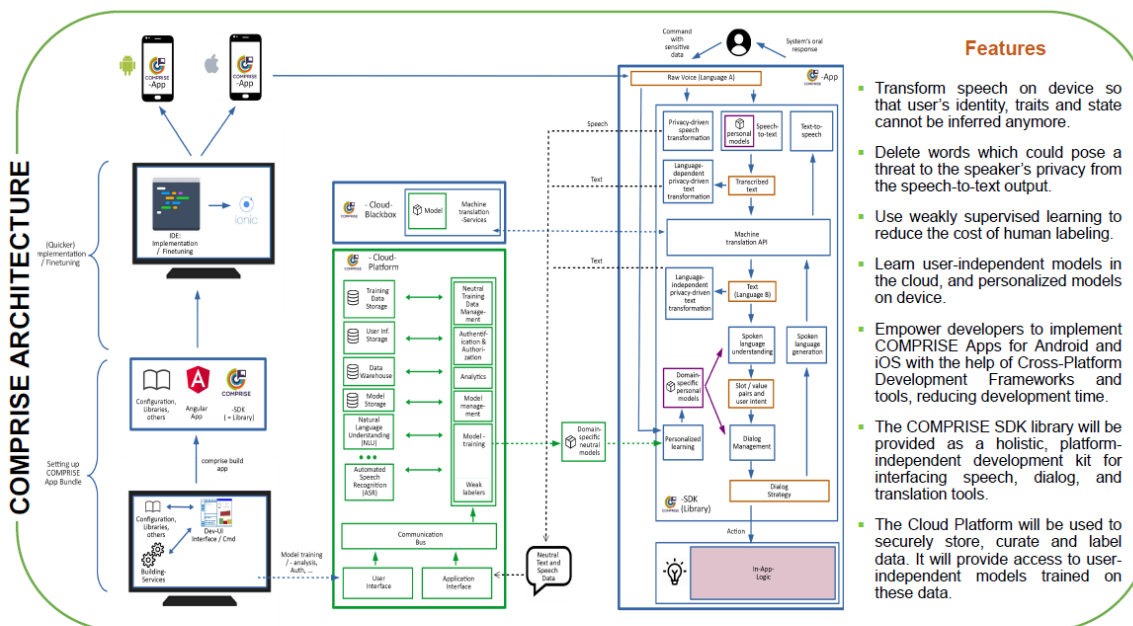 COMPRISE ARCHITECTURE
COMPRISE
-App
COMPRISE
-App
(Quicker)
Implementation
/ Finetuning
IDE:
Implementation
/ Finetuning
ionic
Configuration,
Libraries,
others
Angular
App
COMPRISE
-SDK
( = Library)
comprise build
app
Setting up
COMPRISE
App Bundle
Configuration,
Libraries,
others
Dev-UI
Interface / Cmd
Building-
Services
Model training
/ - analysis,
Auth, ...
COMPRISE
- Cloud-
Blackbox
Model
Machine
translation
-Services
COMPRISE
- Cloud-
Platform
Training
Data
Storage
Neutral
Training
Data
Manage-
ment
User Inf.
Storage
Authentif-
ication &
Authoriz-
ation
Data
Warehouse
Analytics
Model
Storage
Model
manage-
ment
Natural
Language
Understanding
(NLU)
Model -
training
Automated
Speech
Recognition
(ASR)
Weak
labelers
Communication
Bus
User
Interface
Application
Interface
Neutral
Text and
Speech
Data
Domain-
specific
neutral
models
Speech
Text
Text
Command
with
sensitive
data
System's oral
response
Raw Voice (Language A)
COMPRISE
-App
Privacy-driven
speech
transformation
personal
models
Speech-
to-text
Text-to-
speech
Language-
dependent
privacy-driven
text
transformation
Transcribed
text
Machine
translation API
Language-
independent
privacy-driven
text
transformation
Text
(Language B)
Spoken
language
understanding
Spoken
language
generation
Domain-
specific
personal
models
Slot / value
pairs and
user intent
Personalized
learning
Dialog
Management
Dialog
Strategy
COMPRISE
-SDK
(Library)
Action
In-App-
Logic
Features
Transform speech on device so
that user's identity, traits and state
cannot be inferred anymore.
Delete words which could pose a
threat to the speaker's privacy from
the speech-to-text output.
Use weakly supervised learning to
reduce the cost of human labeling.
Learn user-independent models in
the cloud, and personalized models
on device.
Empower developers to implement
COMPRISE Apps for Android and
iOS with the help of Cross-Platform
Development Frameworks and
tools, reducing development time.
The COMPRISE SDK library will be
provided as a holistic, platform-
independent development kit for
interfacing speech, dialog, and
translation tools.
The Cloud Platform will be used to
securely store, curate and label
data. It will provide access to user-
independent models trained on
these data.